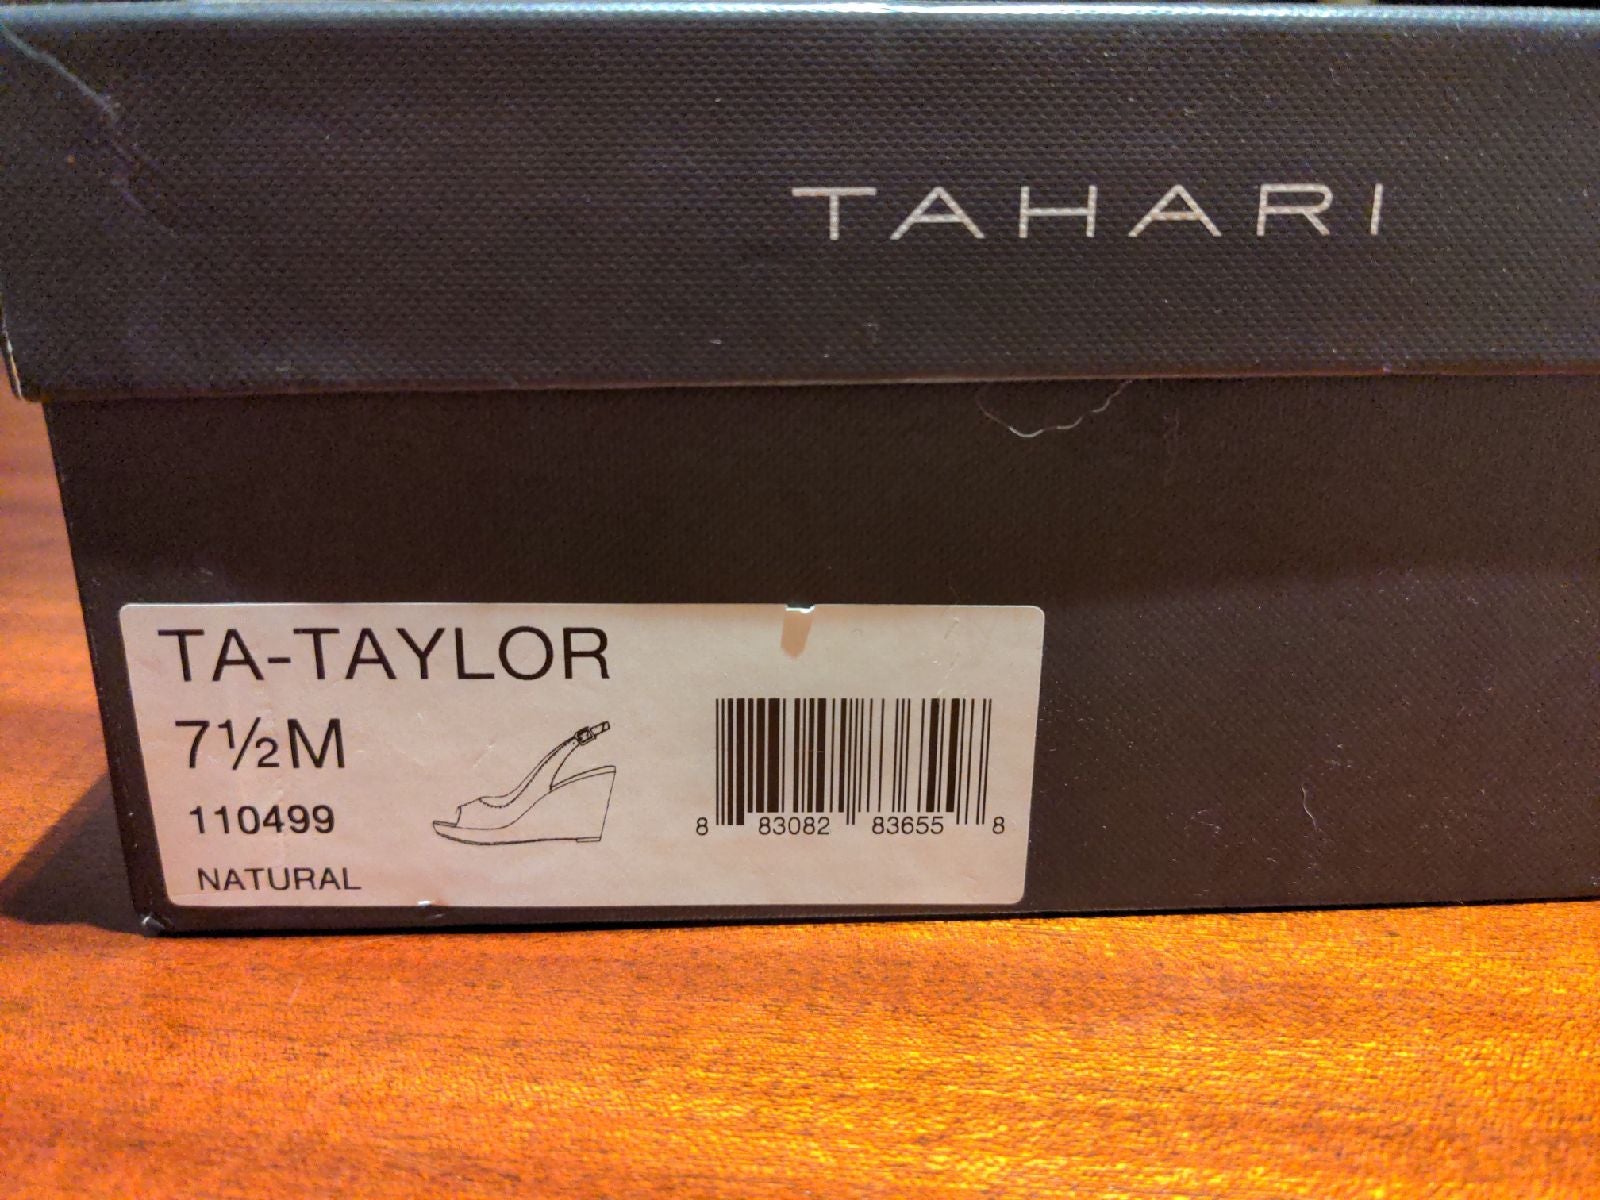 TAHARI
TA-TAYLOR
7½M
110499
NATURAL
8 83082 83655 8